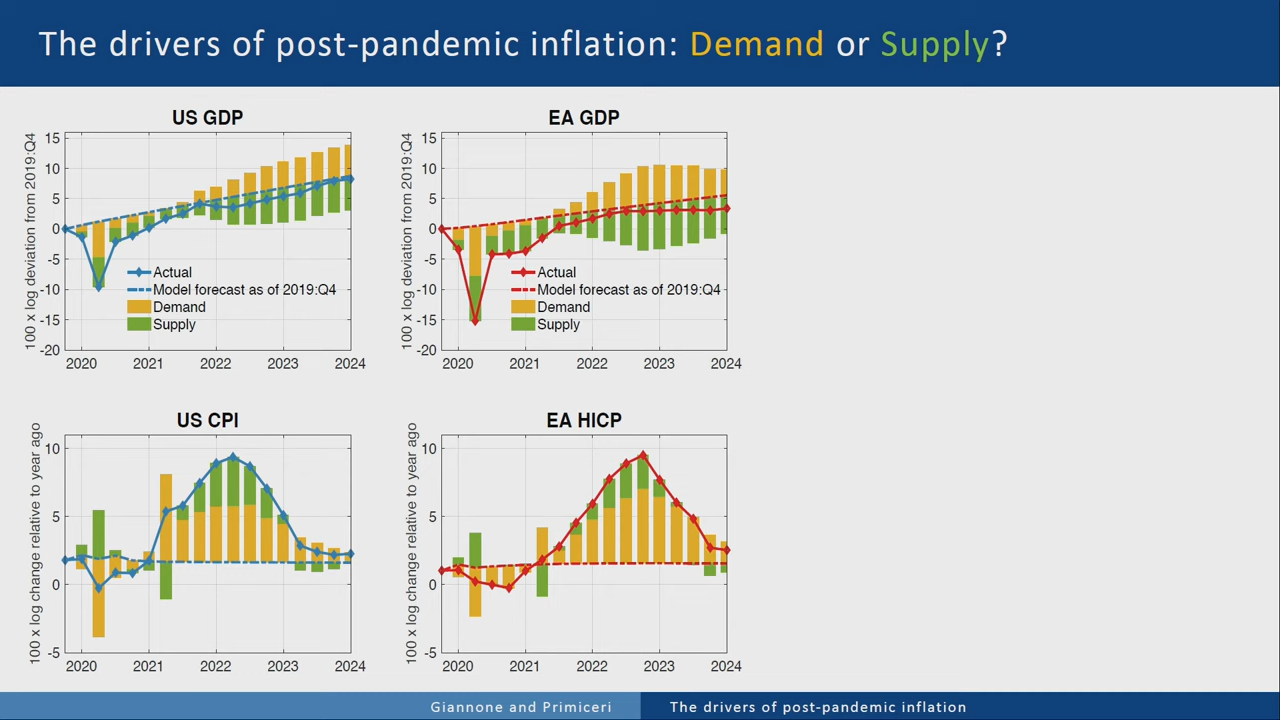 The drivers of post-pandemic inflation: Demand or Supply?
US GDP
100 x log deviation from 2019:Q4
15
10
5
0
-5
-10
-15
-20
Actual
Model forecast as of 2019:Q4
Demand
Supply
2020 2021 2022 2023 2024
EA GDP
100 x log deviation from 2019:Q4
15
10
5
0
-5
-10
-15
-20
Actual
Model forecast as of 2019:Q4
Demand
Supply
2020 2021 2022 2023 2024
US CPI
100 x log change relative to year ago
10
5
0
-5
2020 2021 2022 2023 2024
EA HICP
100 x log change relative to year ago
10
5
0
-5
2020 2021 2022 2023 2024
Giannone and Primiceri
The drivers of post-pandemic inflation